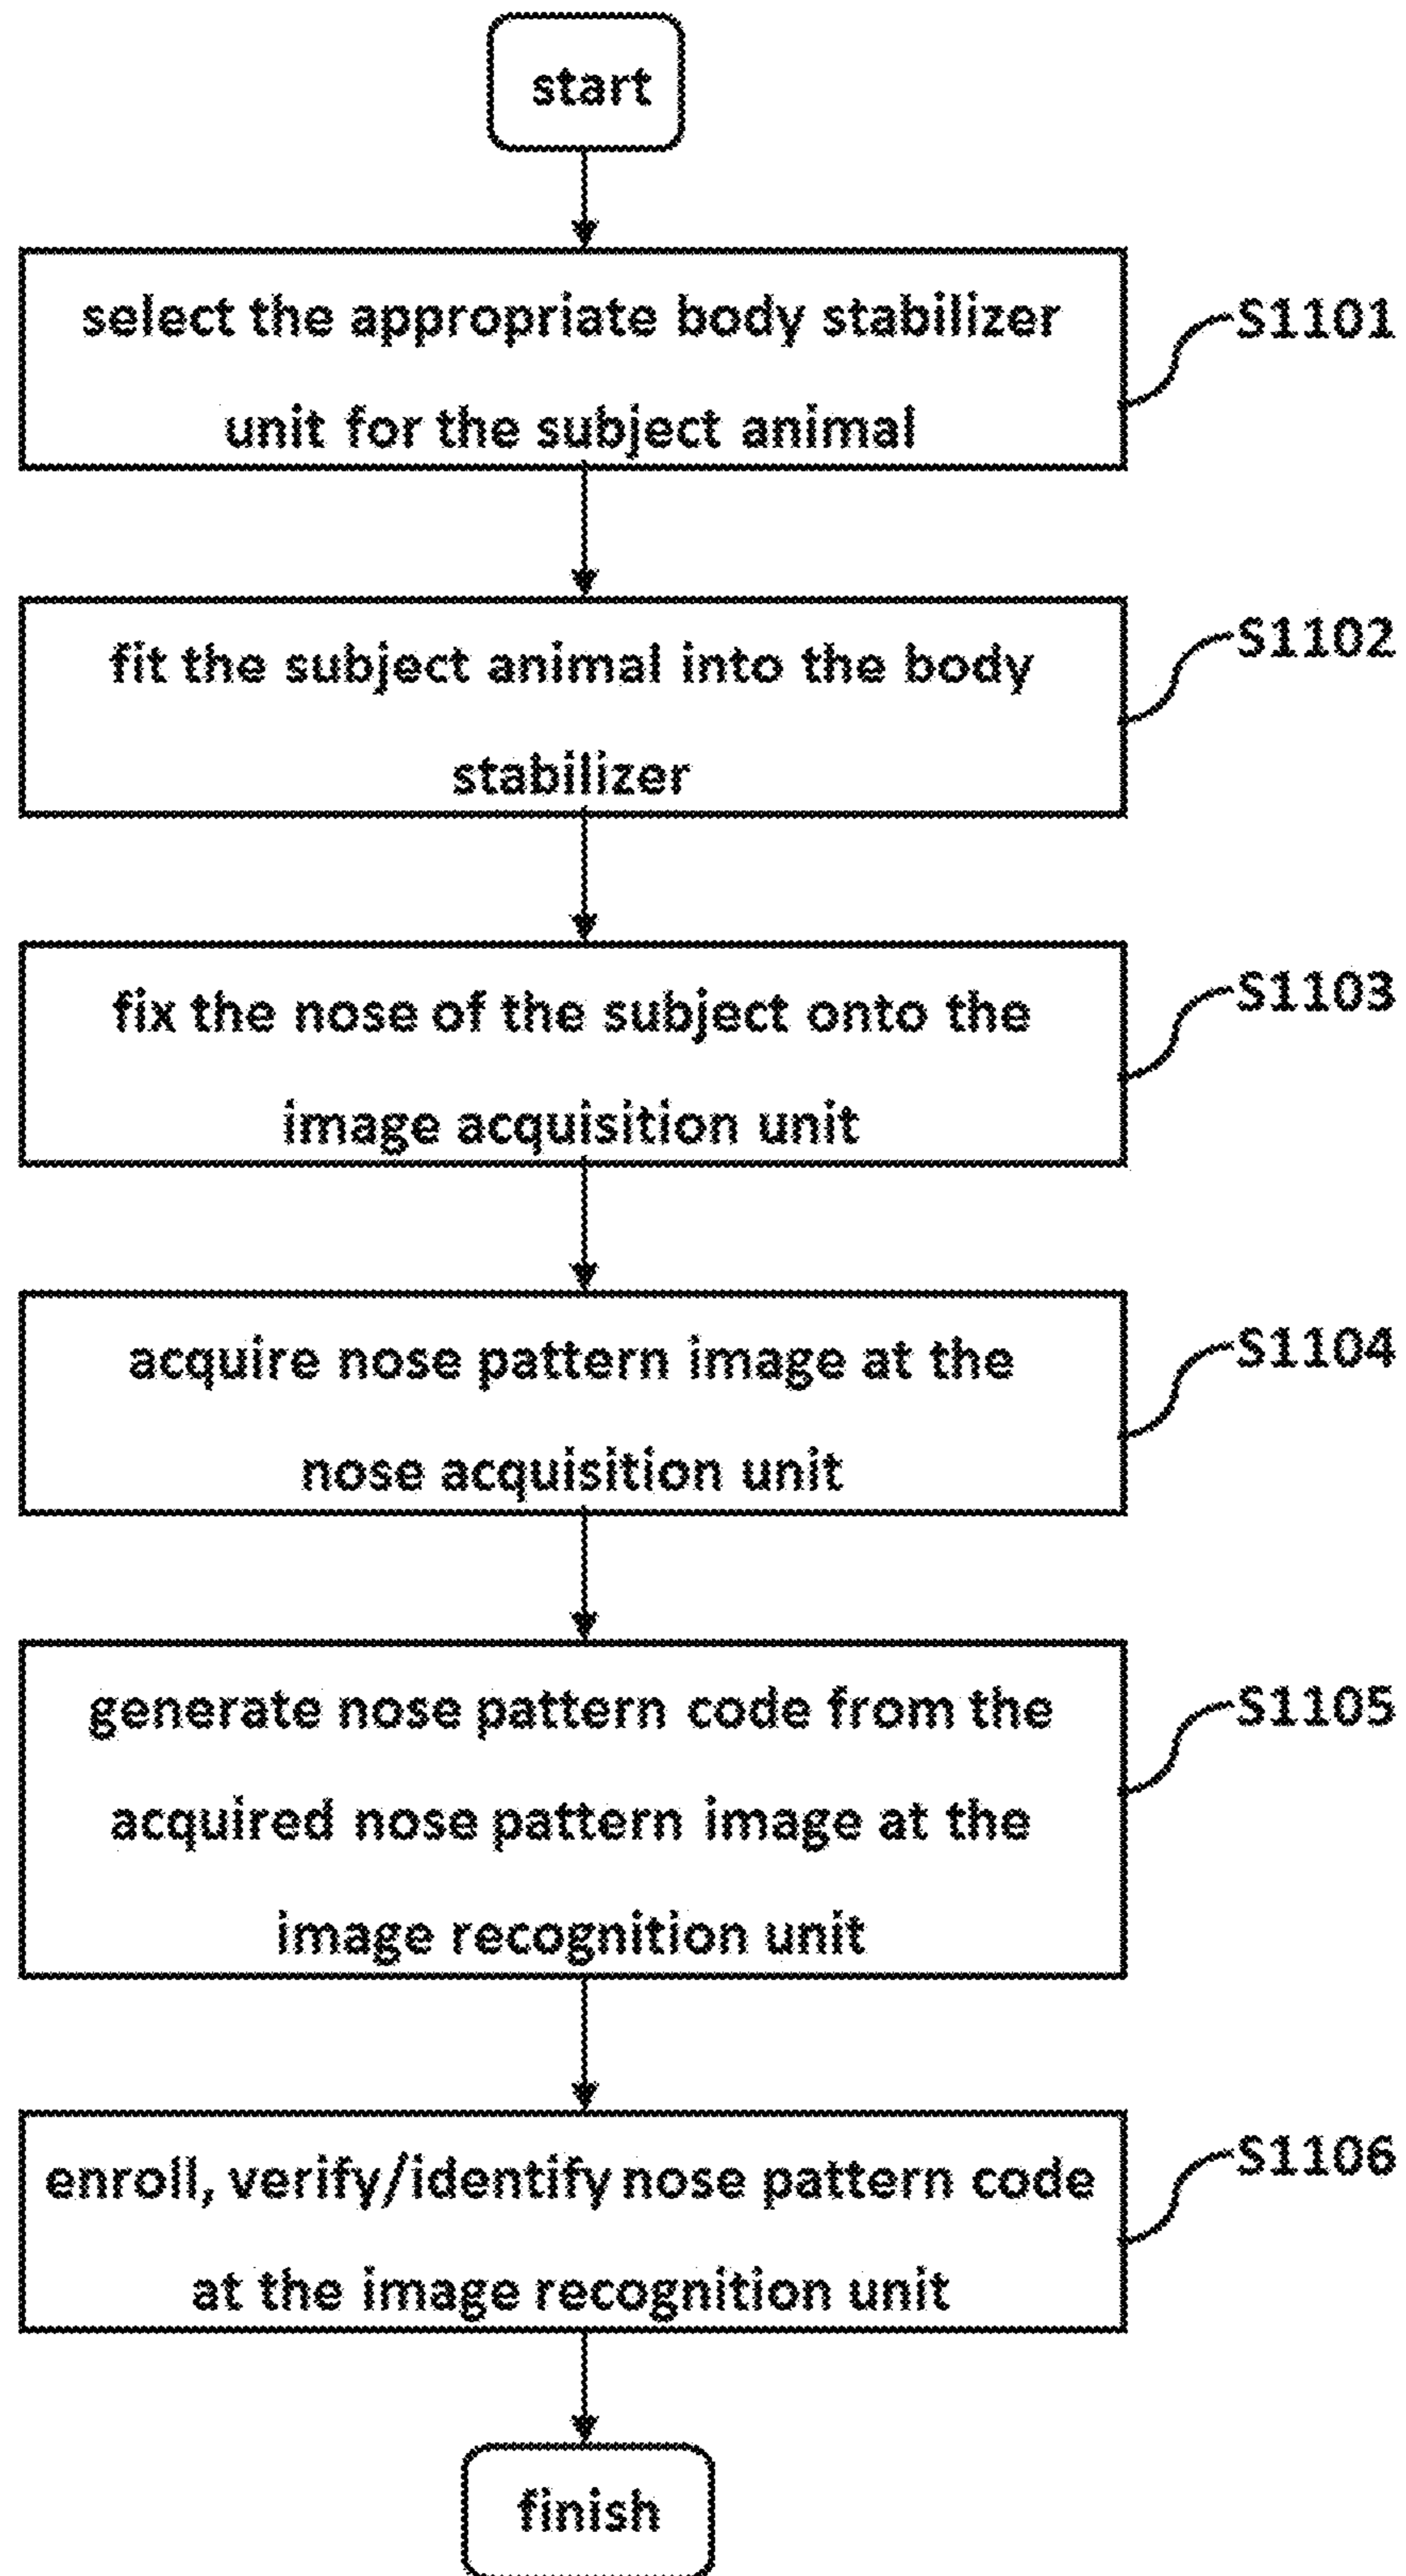 start
select the appropriate body stabilizer
unit for the subject animal
S1101
fit the subject animal into the body
stabilizer
S1102
fix the nose of the subject onto the
image acquisition unit
S1103
acquire nose pattern image at the
nose acquisition unit
S1104
generate nose pattern code from the
acquired nose pattern image at the
image recognition unit
S1105
enroll, verify/identify nose pattern code
at the image recognition unit
S1106
finish